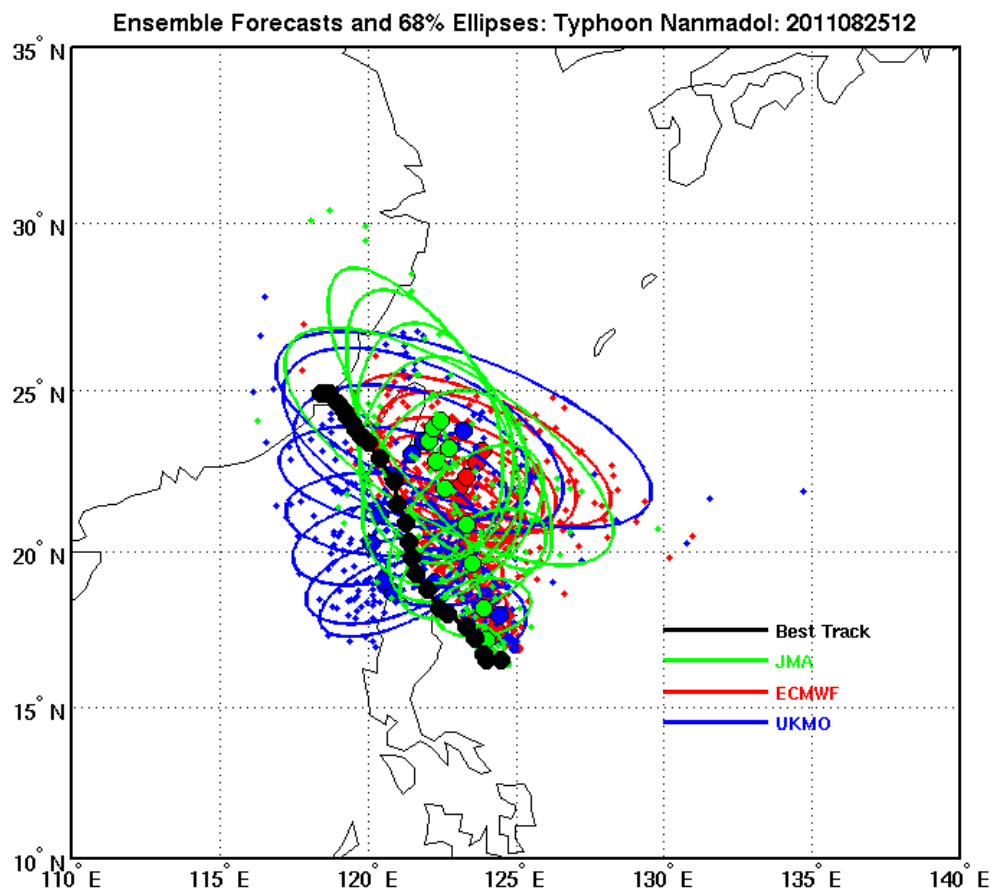 Ensemble Forecasts and 68% Ellipses: Typhoon Nanmadol: 2011082512
35° N
30° N
25° N
20° N
15° N
10° N
Best Track
JMA
ECMWF
UKMO
110° E
115° E
120° E
125° E
130° E
135° E
140° E